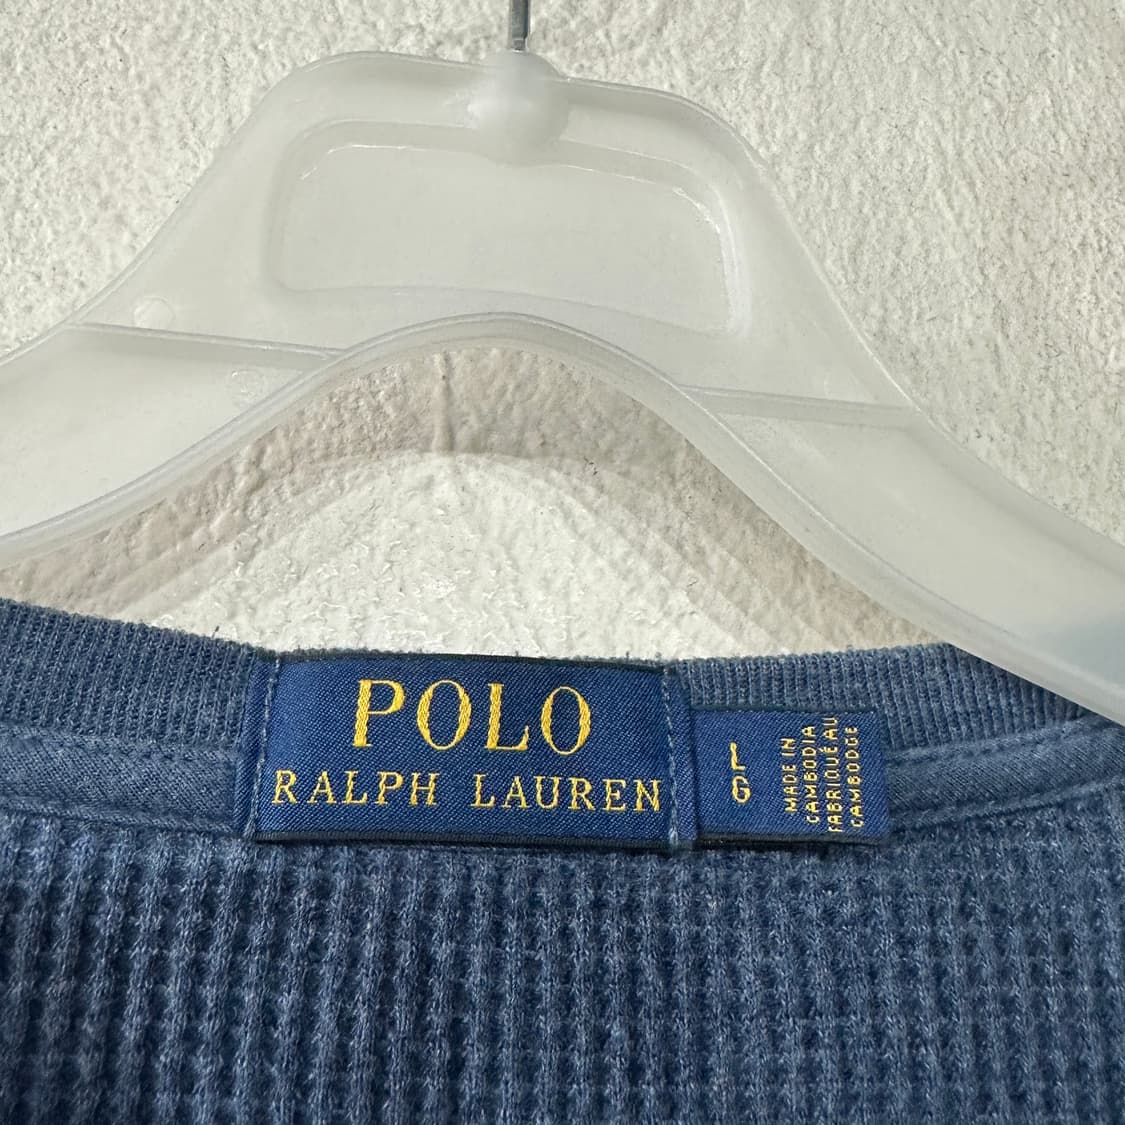 POLO
RALPH LAUREN
L
G
MADE IN
CAMBODIA
FABRIQUÉ AU
CAMBODGE